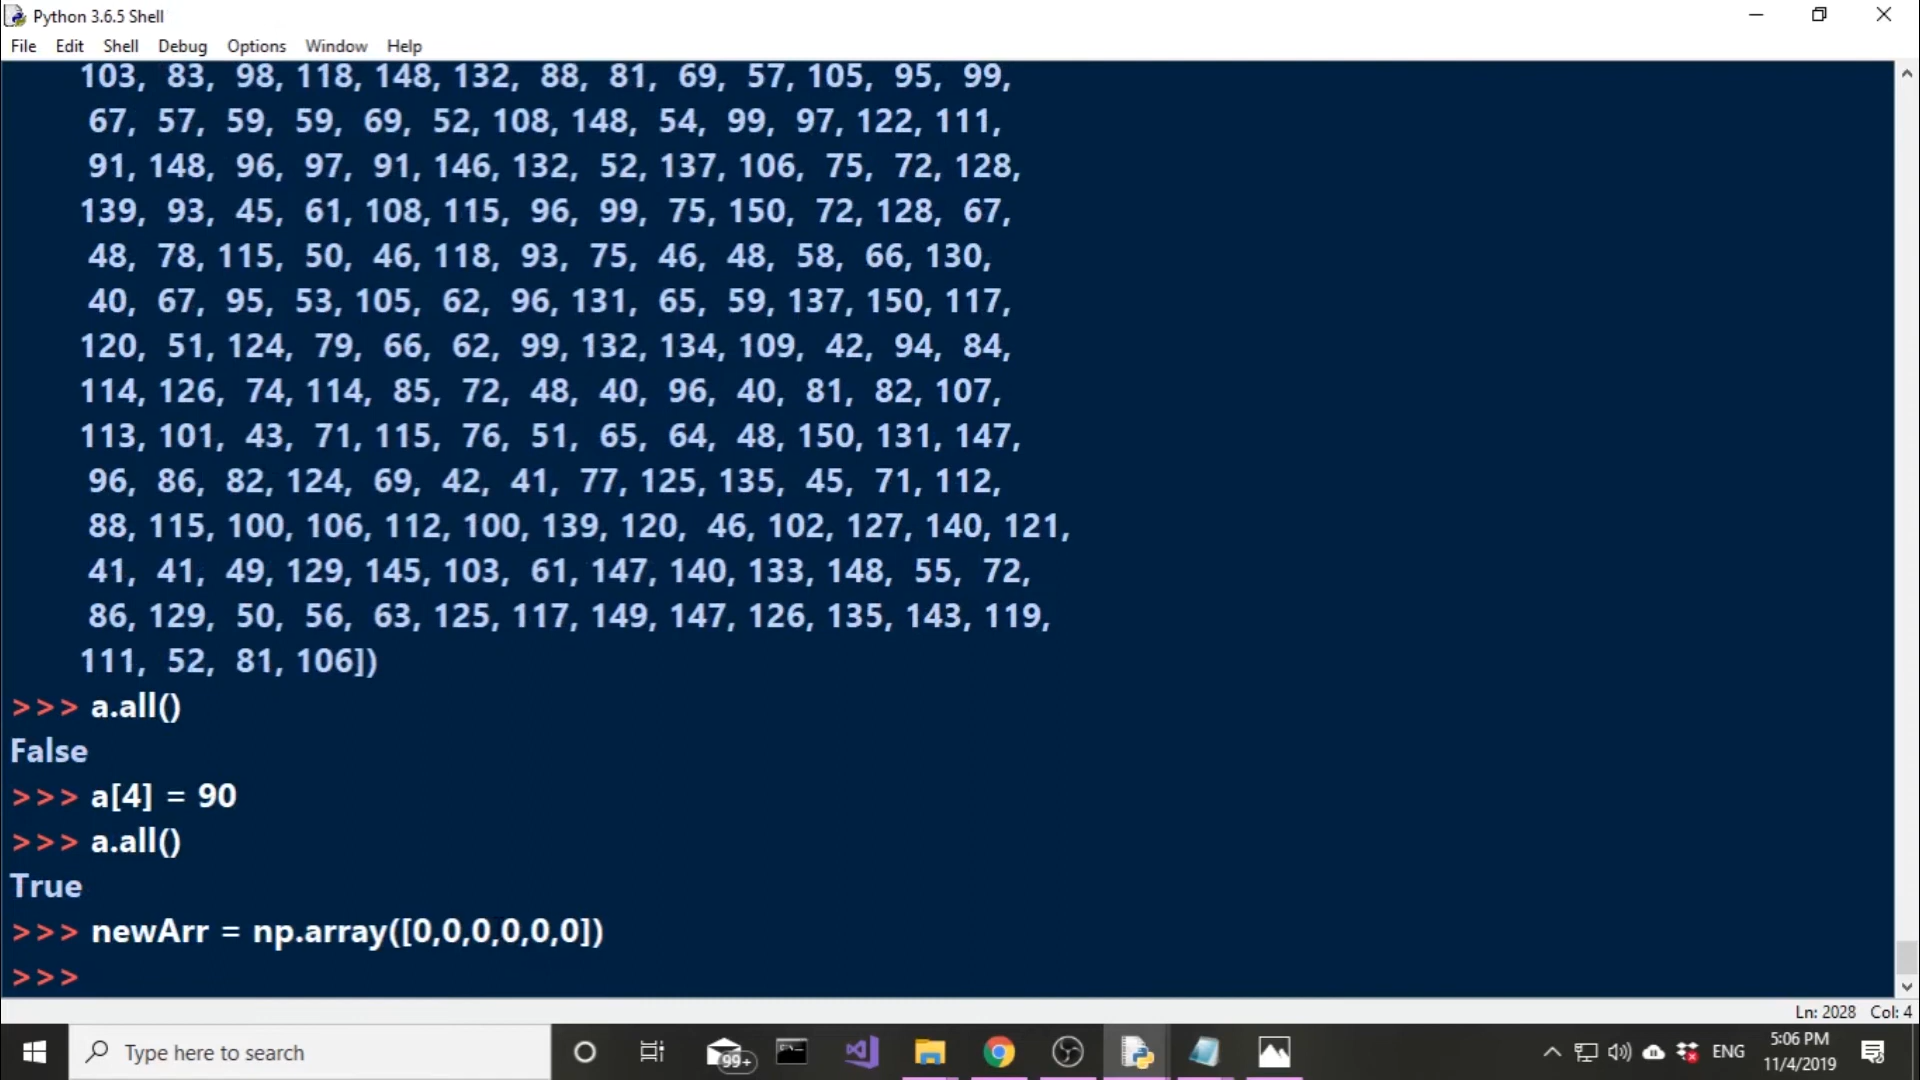 Python 3.6.5 Shell
File Edit Shell Debug Options Window Help
103, 83, 98, 118, 148, 132, 88, 81, 69, 57, 105, 95, 99,
67, 57, 59, 59, 69, 52, 108, 148, 54, 99, 97, 122, 111,
91, 148, 96, 97, 91, 146, 132, 52, 137, 106, 75, 72, 128,
139, 93, 45, 61, 108, 115, 96, 99, 75, 150, 72, 128, 67,
48, 78, 115, 50, 46, 118, 93, 75, 46, 48, 58, 66, 130,
40, 67, 95, 53, 105, 62, 96, 131, 65, 59, 137, 150, 117,
120, 51, 124, 79, 66, 62, 99, 132, 134, 109, 42, 94, 84,
114, 126, 74, 114, 85, 72, 48, 40, 96, 40, 81, 82, 107,
113, 101, 43, 71, 115, 76, 51, 65, 64, 48, 150, 131, 147,
96, 86, 82, 124, 69, 42, 41, 77, 125, 135, 45, 71, 112,
88, 115, 100, 106, 112, 100, 139, 120, 46, 102, 127, 140, 121,
41, 41, 49, 129, 145, 103, 61, 147, 140, 133, 148, 55, 72,
86, 129, 50, 56, 63, 125, 117, 149, 147, 126, 135, 143, 119,
111, 52, 81, 106])
>>> a.all()
False
>>> a[4] = 90
>>> a.all()
True
>>> newArr = np.array([0,0,0,0,0,0])
>>>
Ln: 2028 Col: 4
Type here to search
99+
ENG
5:06 PM
11/4/2019